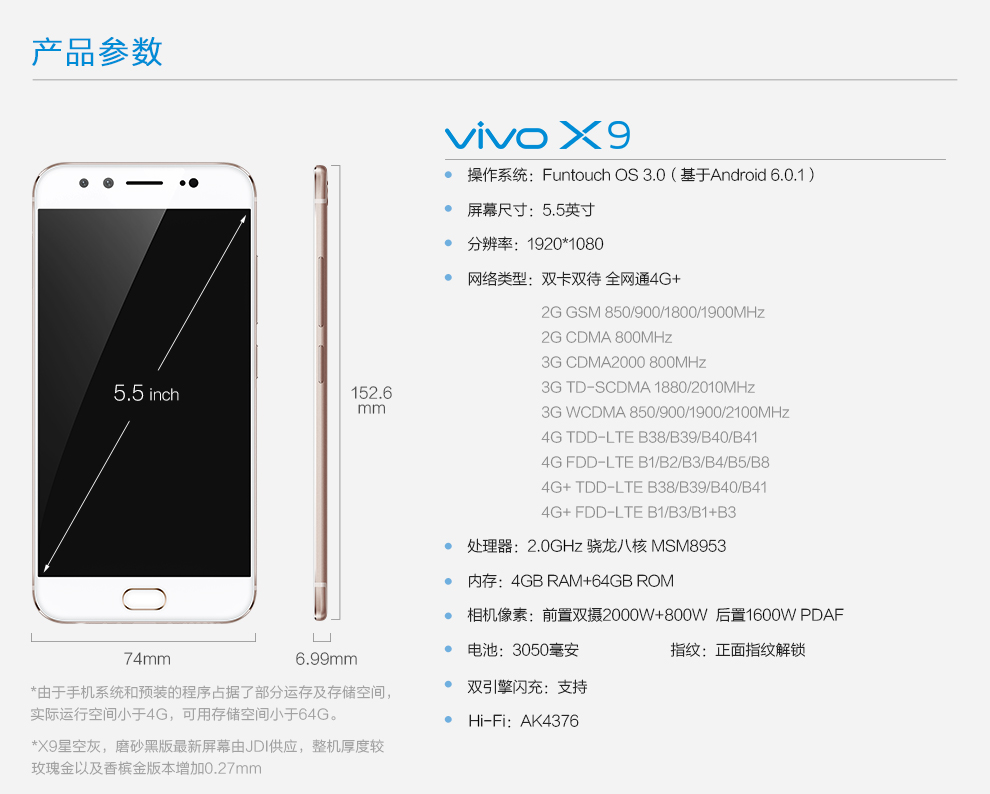 产品参数
vivo X9
操作系统：Funtouch OS 3.0（基于Android 6.0.1）
屏幕尺寸：5.5英寸
分辨率：1920*1080
网络类型：双卡双待 全网通4G+
2G GSM 850/900/1800/1900MHz
2G CDMA 800MHz
3G CDMA2000 800MHz
3G TD-SCDMA 1880/2010MHz
3G WCDMA 850/900/1900/2100MHz
4G TDD-LTE B38/B39/B40/B41
4G FDD-LTE B1/B2/B3/B4/B5/B8
4G+ TDD-LTE B38/B39/B40/B41
4G+ FDD-LTE B1/B3/B1+B3
处理器：2.0GHz 骁龙八核 MSM8953
内存：4GB RAM+64GB ROM
相机像素：前置双摄2000W+800W 后置1600W PDAF
电池：3050毫安 指纹：正面指纹解锁
双引擎闪充：支持
Hi-Fi：AK4376
5.5 inch
152.6
mm
74mm
6.99mm
*由于手机系统和预装的程序占据了部分运存及存储空间，
实际运行空间小于4G，可用存储空间小于64G。
*X9星空灰，磨砂黑版最新屏幕由JDI供应，整机厚度较
玫瑰金以及香槟金版本增加0.27mm